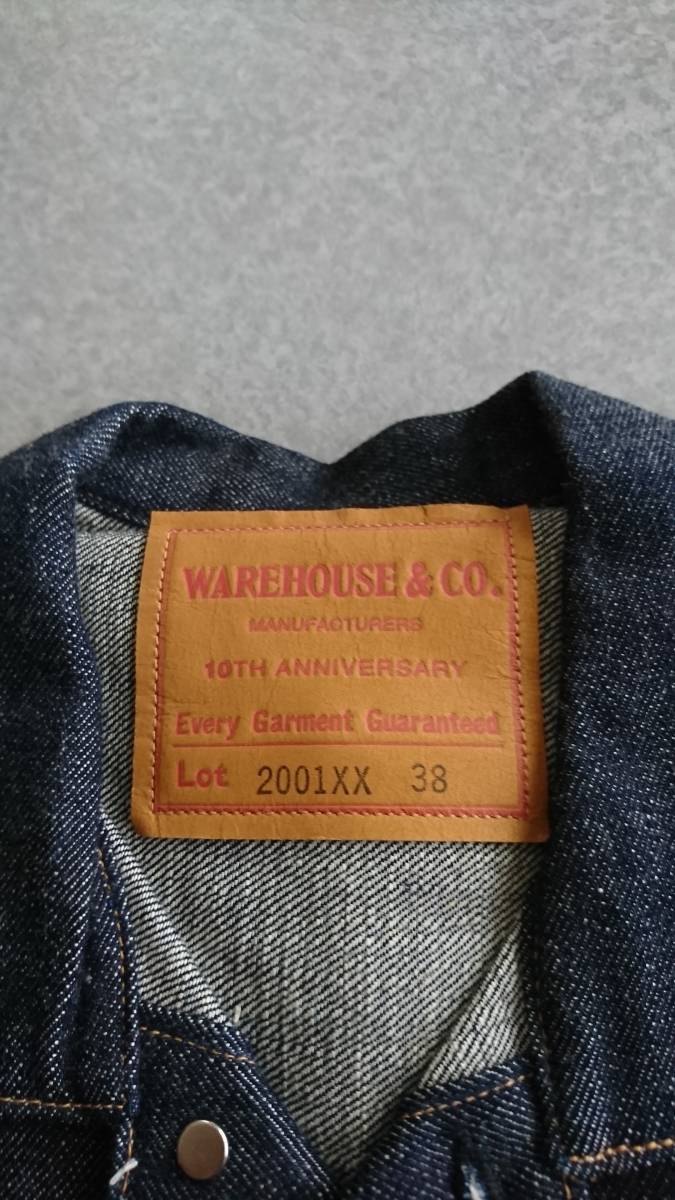 WAREHOUSE & CO.
MANUFACTURERS
10TH ANNIVERSARY
Every Garment Guaranteed
Lot 2001XX 38